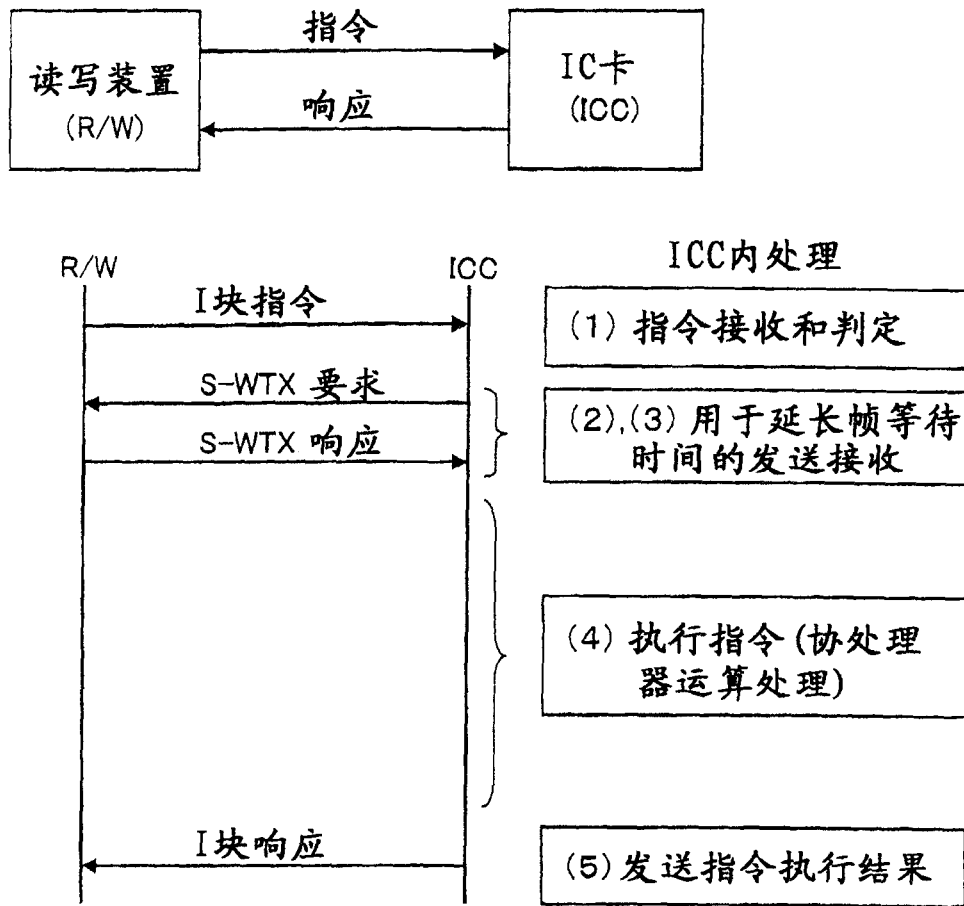 指令
读写装置
(R/W)
IC卡
(ICC)
响应
R/W
ICC
ICC内处理
I块指令
(1) 指令接收和判定
S-WTX 要求
S-WTX 响应
(2),(3) 用于延长帧等待
时间的发送接收
(4) 执行指令 (协处理
器运算处理)
I块响应
(5) 发送指令执行结果